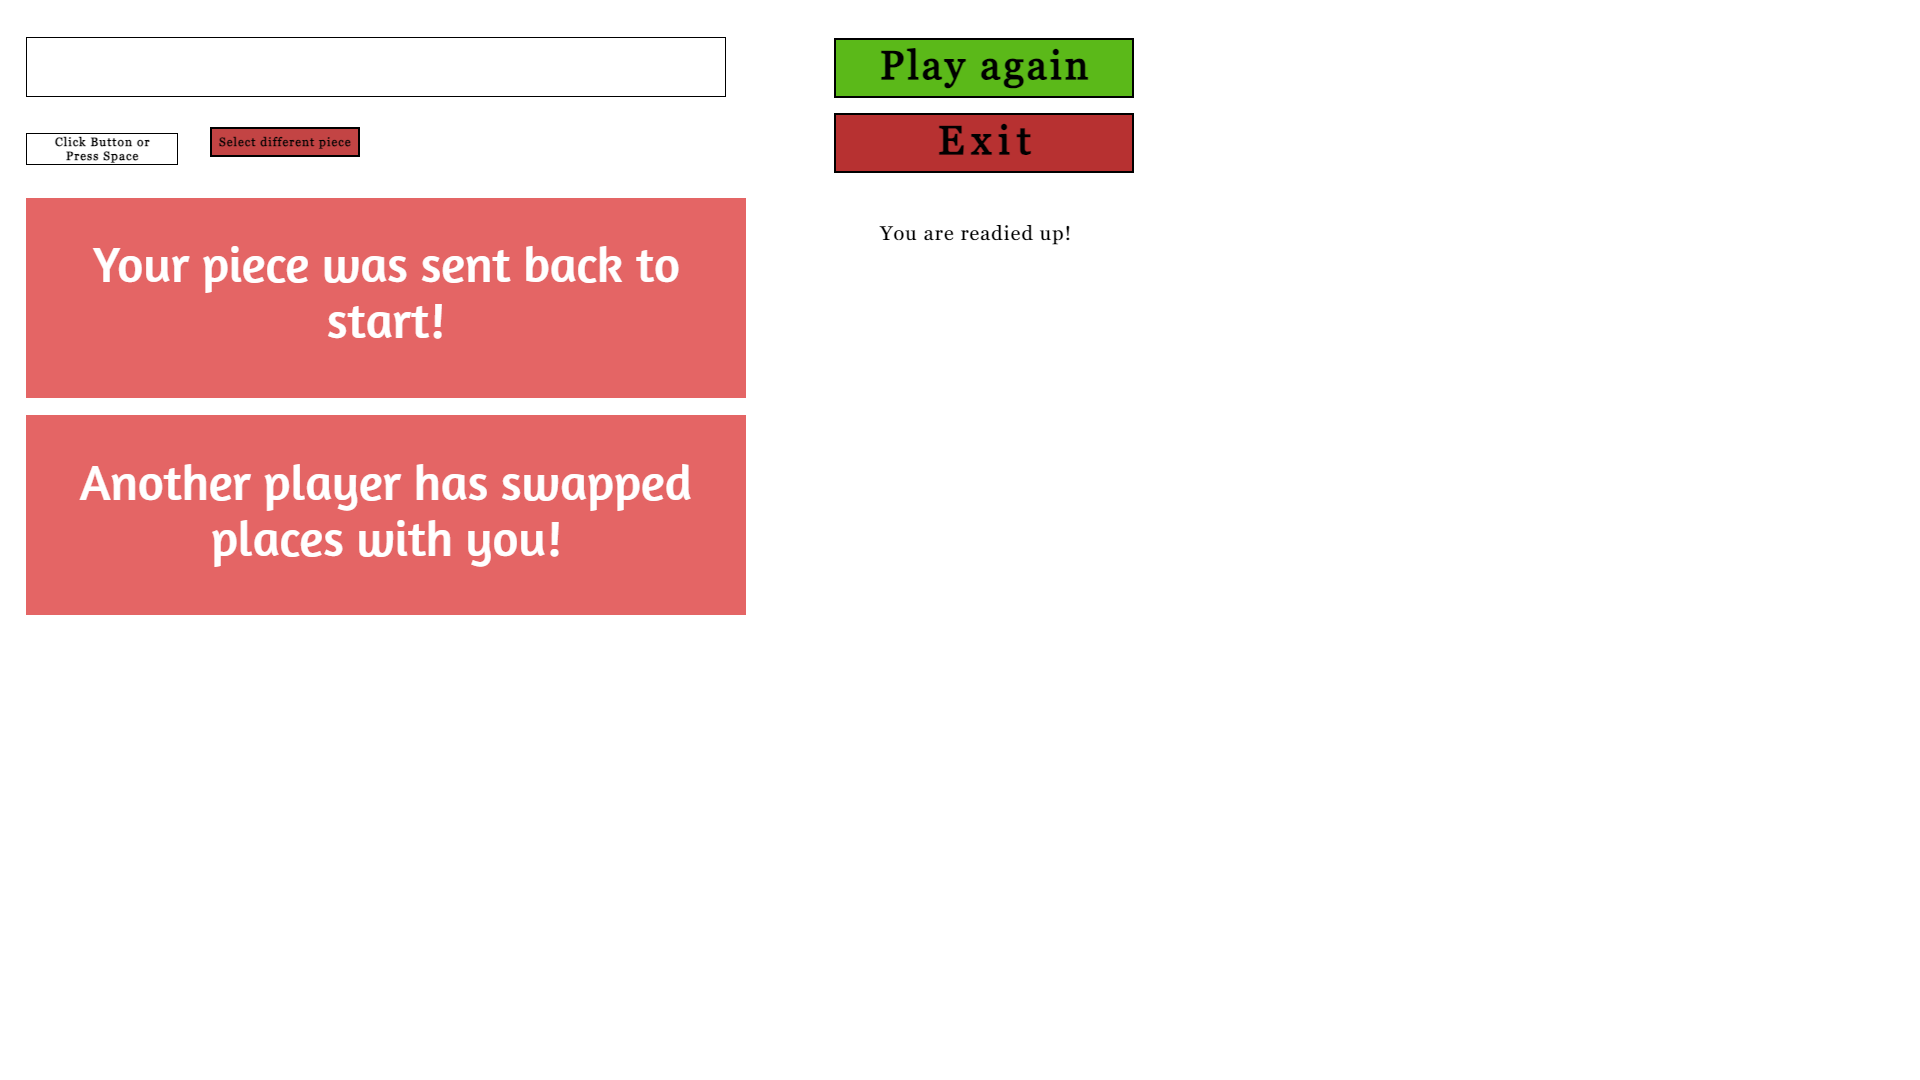 Click Button or
Press Space
Select different piece
Your piece was sent back to
start!
Another player has swapped
places with you!
Play again
Exit
You are readied up!